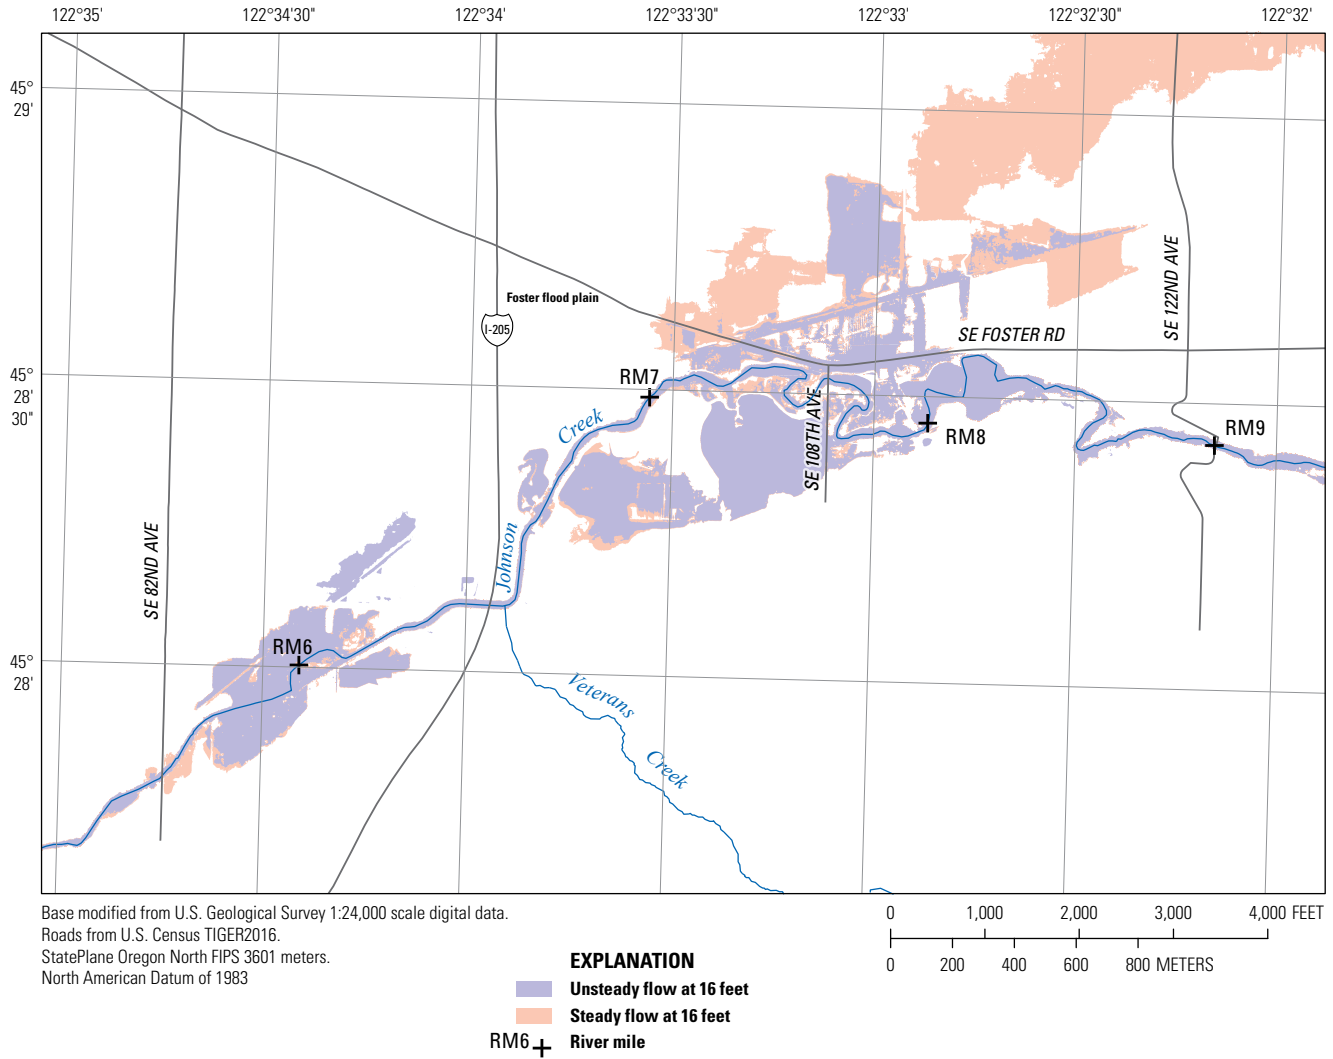 122°35'
122°34'30"
122°34'
122°33'30"
122°33'
122°32'30"
122°32'
45°
29'
SE 122ND AVE
Foster flood plain
I-205
SE FOSTER RD
45°
28'
30"
RM7
SE 108TH AVE
Creek
RM8
RM9
Johnson
SE 82ND AVE
RM6
45°
28'
Veterans
Creek
Base modified from U.S. Geological Survey 1:24,000 scale digital data.
Roads from U.S. Census TIGER2016.
StatePlane Oregon North FIPS 3601 meters.
North American Datum of 1983
0 1,000 2,000 3,000 4,000 FEET
0 200 400 600 800 METERS
EXPLANATION
Unsteady flow at 16 feet
Steady flow at 16 feet
RM6 River mile